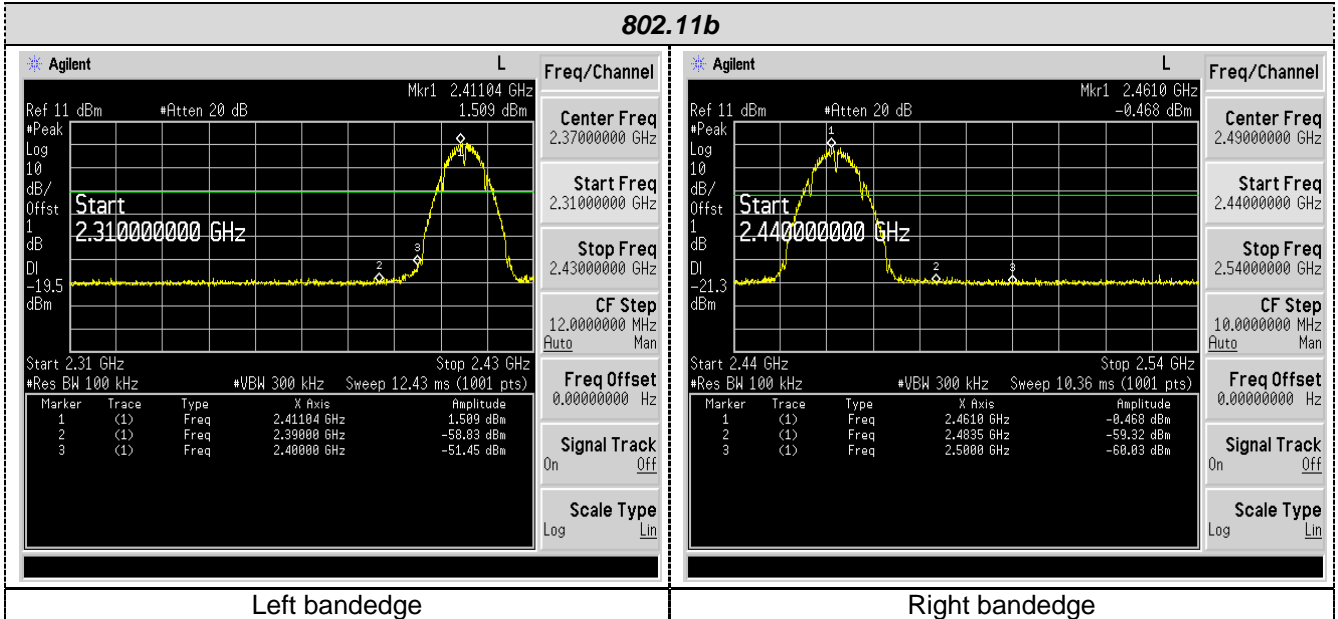 802.11b
Agilent L
Mkr1 2.41104 GHz
Ref 11 dBm #Atten 20 dB 1.509 dBm
#Peak
Log
10
dB/
Offst
1
dB
DI
-19.5
dBm
1
2
3
Start
2.310000000 GHz
Start 2.31 GHz Stop 2.43 GHz
#Res BW 100 kHz #VBW 300 kHz Sweep 12.43 ms (1001 pts)
Marker Trace Type X Axis Amplitude
1 (1) Freq 2.41104 GHz 1.509 dBm
2 (1) Freq 2.39000 GHz -58.83 dBm
3 (1) Freq 2.40000 GHz -51.45 dBm
Freq/Channel
Center Freq
2.37000000 GHz
Start Freq
2.31000000 GHz
Stop Freq
2.43000000 GHz
CF Step
12.0000000 MHz
Auto Man
Freq Offset
0.00000000 Hz
Signal Track
On Off
Scale Type
Log Lin
Left bandedge
Agilent L
Mkr1 2.4610 GHz
Ref 11 dBm #Atten 20 dB -0.468 dBm
#Peak
Log
10
dB/
Offst
1
dB
DI
-21.3
dBm
1
2
3
Start
2.440000000 GHz
Start 2.44 GHz Stop 2.54 GHz
#Res BW 100 kHz #VBW 300 kHz Sweep 10.36 ms (1001 pts)
Marker Trace Type X Axis Amplitude
1 (1) Freq 2.4610 GHz -0.468 dBm
2 (1) Freq 2.4835 GHz -59.32 dBm
3 (1) Freq 2.5000 GHz -60.03 dBm
Freq/Channel
Center Freq
2.49000000 GHz
Start Freq
2.44000000 GHz
Stop Freq
2.54000000 GHz
CF Step
10.0000000 MHz
Auto Man
Freq Offset
0.00000000 Hz
Signal Track
On Off
Scale Type
Log Lin
Right bandedge